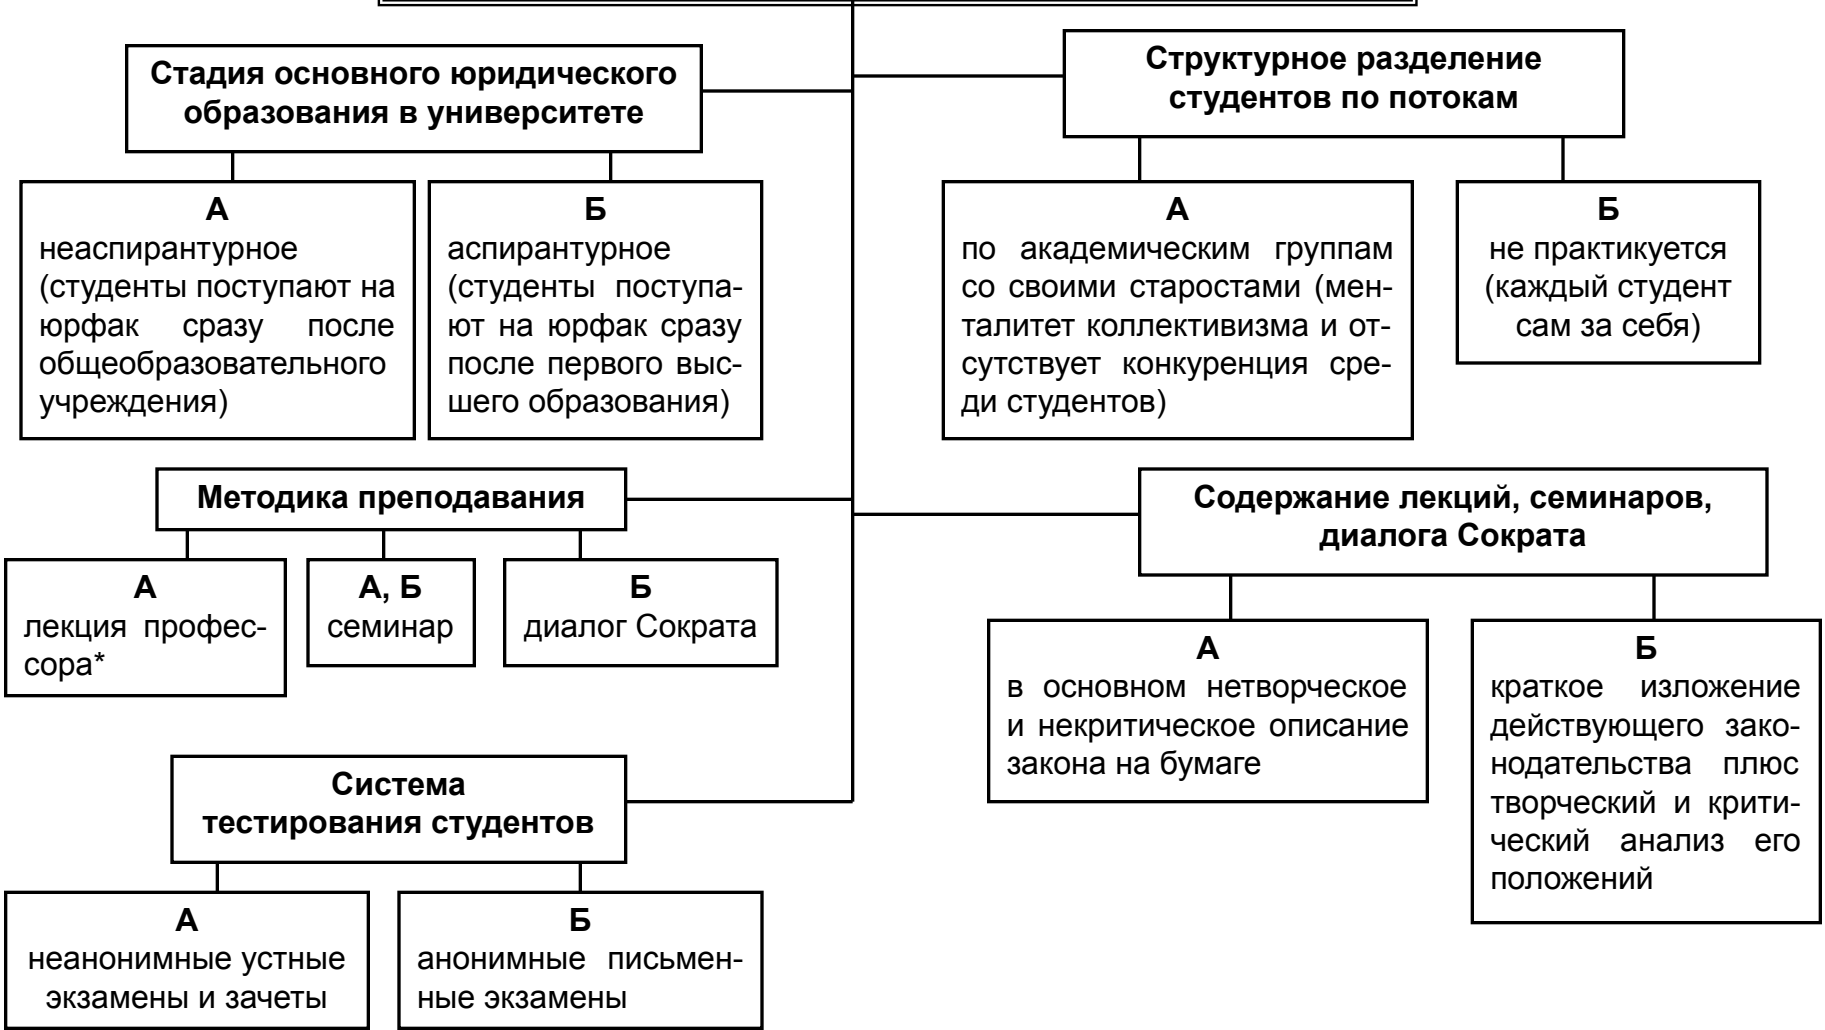 Стадия основного юридического
образования в университете
Структурное разделение
студентов по потокам
А
неаспирантурное
(студенты поступают на
юрфак сразу после
общеобразовательного
учреждения)
Б
аспирантурное
(студенты поступа-
ют на юрфак сразу
после первого выс-
шего образования)
А
по академическим группам
со своими старостами (мен-
талитет коллективизма и от-
сутствует конкуренция сре-
ди студентов)
Б
не практикуется
(каждый студент
сам за себя)
Методика преподавания
Содержание лекций, семинаров,
диалога Сократа
А
лекция профес-
сора*
А, Б
семинар
Б
диалог Сократа
А
в основном нетворческое
и некритическое описание
закона на бумаге
Б
краткое изложение
действующего зако-
нодательства плюс
творческий и крити-
ческий анализ его
положений
Система
тестирования студентов
А
неанонимные устные
экзамены и зачеты
Б
анонимные письмен-
ные экзамены